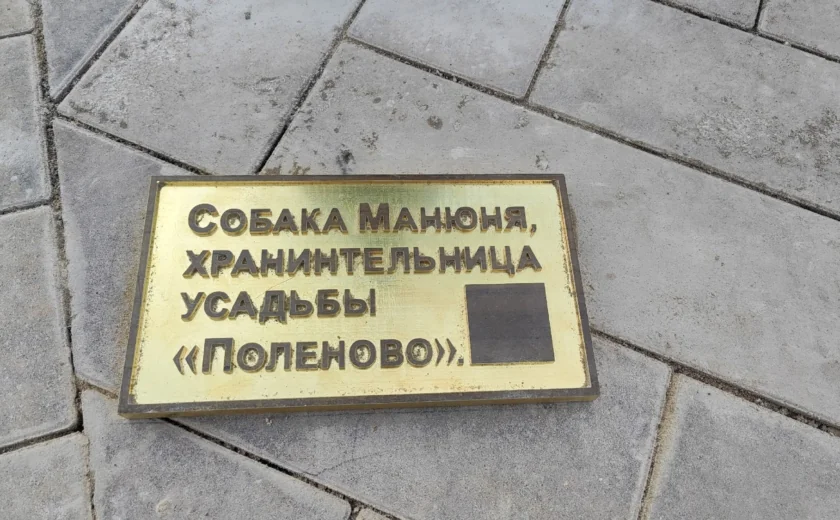 Собака Манюня,
хранинтельница
усадьбы
«Поленово».